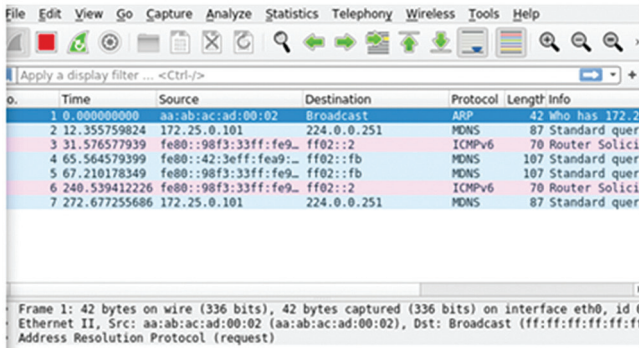 File Edit View Go Capture Analyze Statistics Telephony Wireless Tools Help
Apply a display filter ... <Ctrl-/>
o. Time Source Destination Protocol Length Info
1 0.000000000 aa:ab:ac:ad:00:02 Broadcast ARP 42 Who has 172.2
2 12.355759824 172.25.0.101 224.0.0.251 MDNS 87 Standard quer
3 31.576577939 fe80::98f3:33ff:fe9… ff02::2 ICMPv6 70 Router Solici
4 65.564579399 fe80::42:3eff:fea9:… ff02::fb MDNS 107 Standard quer
5 67.210178349 fe80::98f3:33ff:fe9… ff02::fb MDNS 107 Standard quer
6 240.539412226 fe80::98f3:33ff:fe9… ff02::2 ICMPv6 70 Router Solici
7 272.677255686 172.25.0.101 224.0.0.251 MDNS 87 Standard quer
Frame 1: 42 bytes on wire (336 bits), 42 bytes captured (336 bits) on interface eth0, id 0
Ethernet II, Src: aa:ab:ac:ad:00:02 (aa:ab:ac:ad:00:02), Dst: Broadcast (ff:ff:ff:ff:ff:f
Address Resolution Protocol (request)